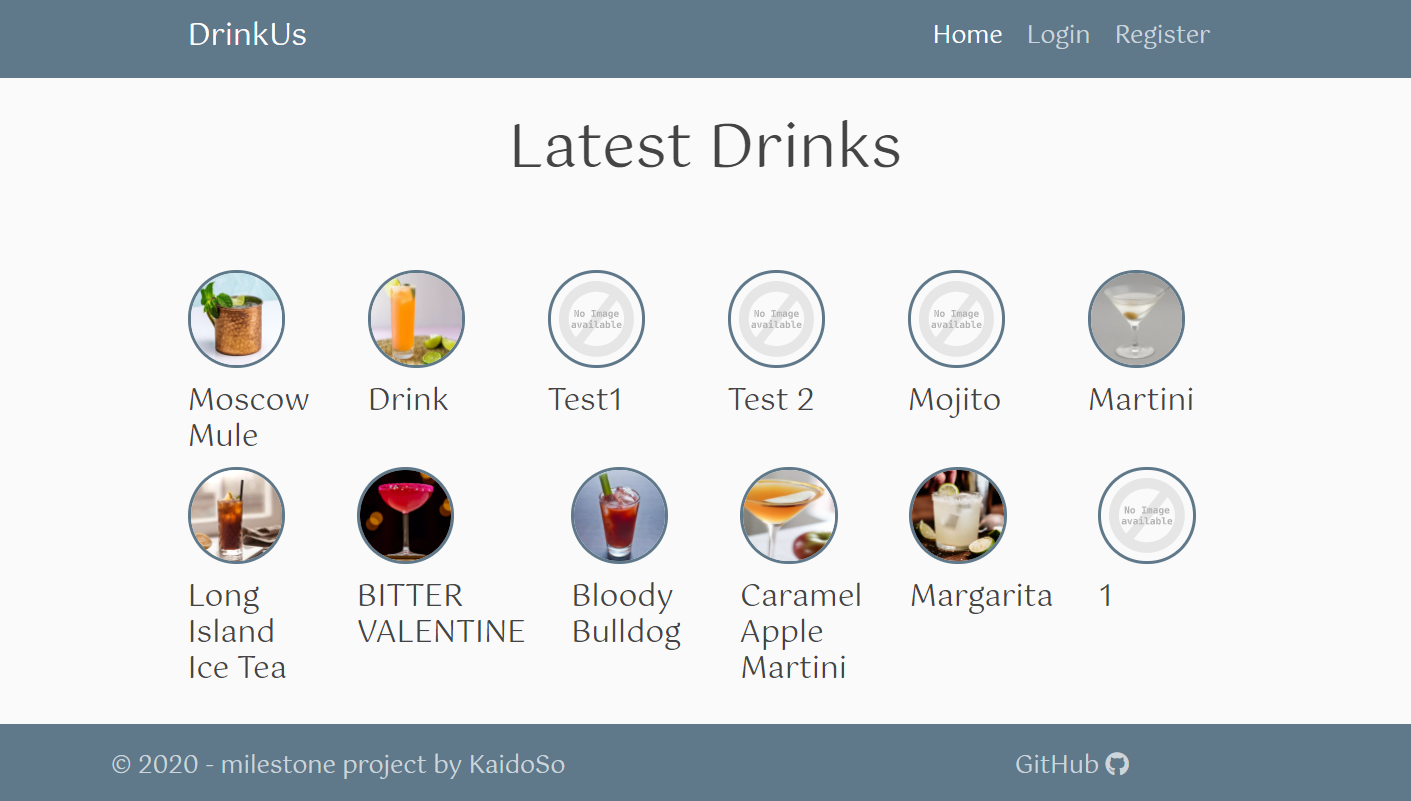 DrinkUs
Home Login Register
Latest Drinks
No Image
available
No Image
available
No Image
available
Moscow
Mule
Drink
Test1
Test 2
Mojito
Martini
No Image
available
Long
Island
Ice Tea
BITTER
VALENTINE
Bloody
Bulldog
Caramel
Apple
Martini
Margarita
1
© 2020 - milestone project by KaidoSo
GitHub